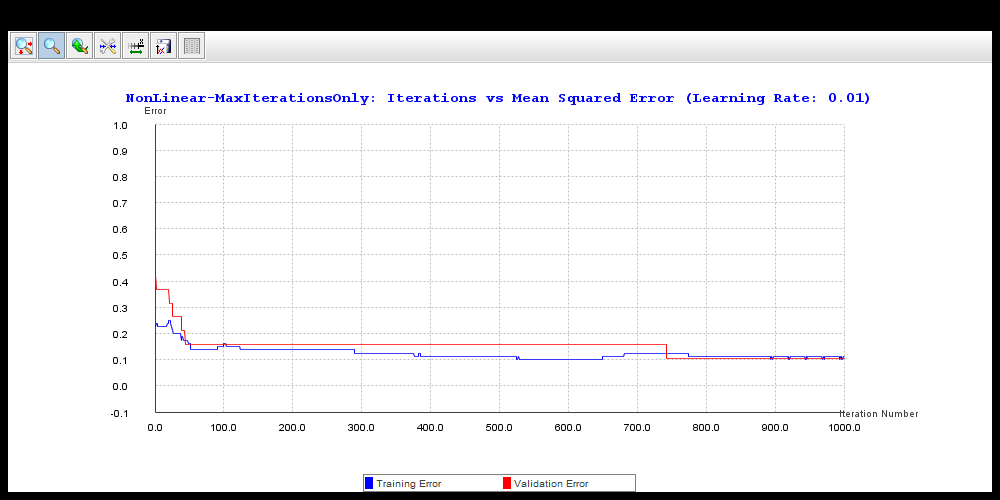 NonLinear-MaxIterationsOnly: Iterations vs Mean Squared Error (Learning Rate: 0.01)
Error
1.0
0.9
0.8
0.7
0.6
0.5
0.4
0.3
0.2
0.1
0.0
-0.1
Iteration Number
0.0 100.0 200.0 300.0 400.0 500.0 600.0 700.0 800.0 900.0 1000.0
Training Error Validation Error